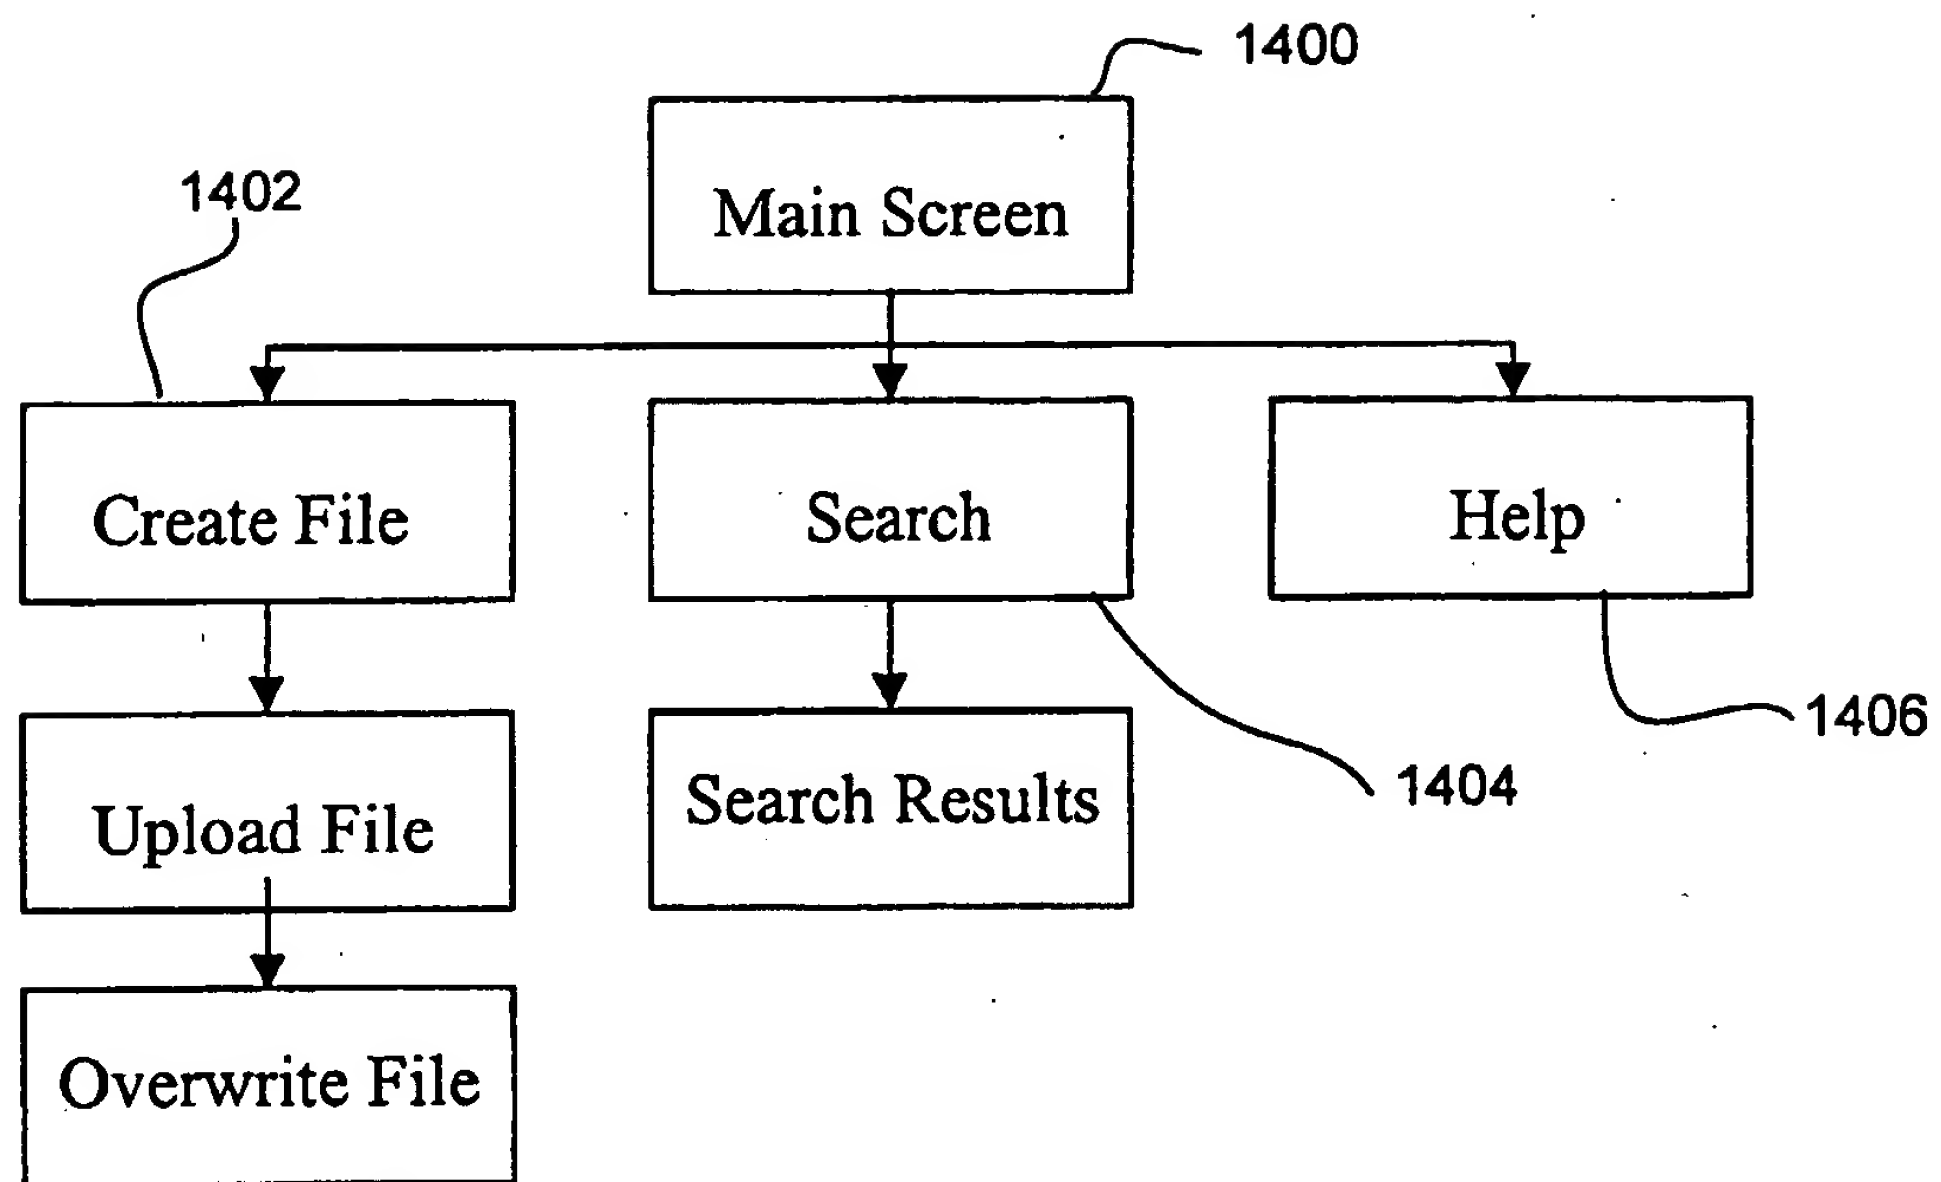 1400
Main Screen
1402
Create File
Search
Help
1406
1404
Upload File
Search Results
Overwrite File